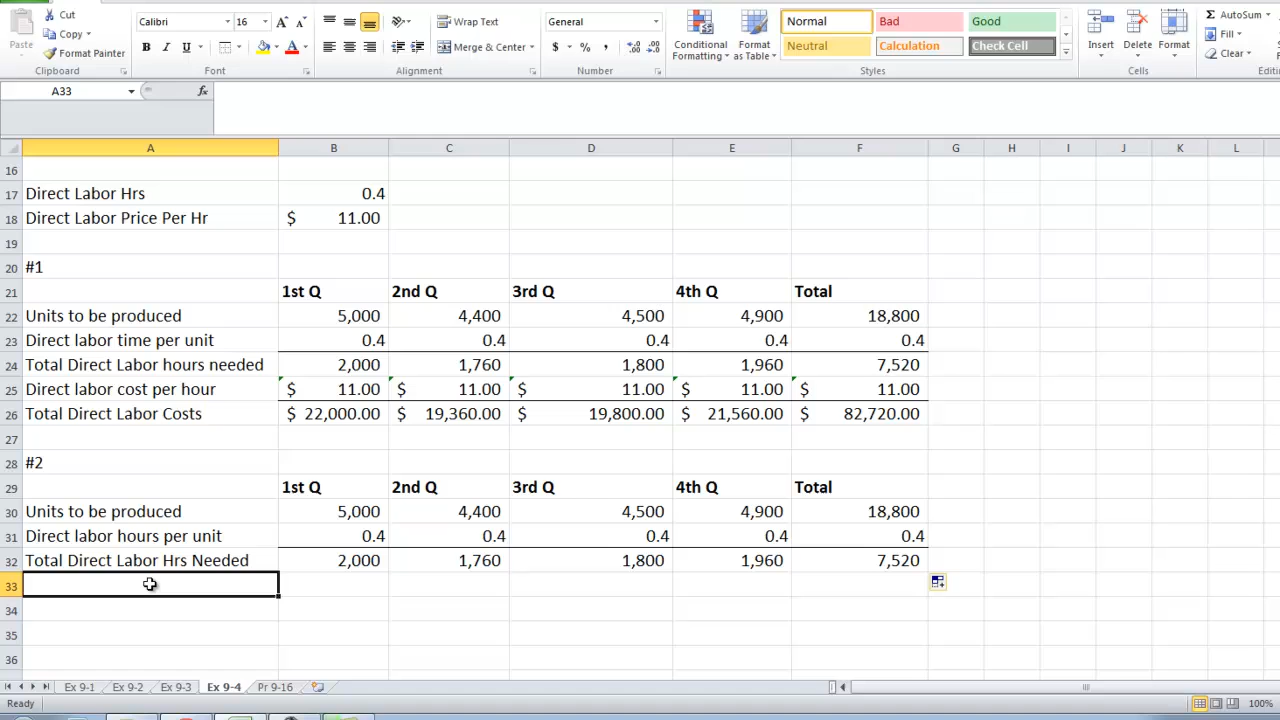 Cut
Copy
Format Painter
Paste
Clipboard
Calibri 16
A A
B I U
A
Font
Wrap Text
Merge & Center
Alignment
General
$ % ,
Number
Conditional Formatting
Format as Table
Normal Bad Good
Neutral Calculation Check Cell
Styles
Insert Delete Format
Cells
Σ AutoSum
Fill
Clear
A33 fx
A B C D E F G H I J K L
16
17 Direct Labor Hrs 0.4
18 Direct Labor Price Per Hr $ 11.00
19
20 #1
21 1st Q 2nd Q 3rd Q 4th Q Total
22 Units to be produced 5,000 4,400 4,500 4,900 18,800
23 Direct labor time per unit 0.4 0.4 0.4 0.4 0.4
24 Total Direct Labor hours needed 2,000 1,760 1,800 1,960 7,520
25 Direct labor cost per hour $ 11.00 $ 11.00 $ 11.00 $ 11.00 $ 11.00
26 Total Direct Labor Costs $ 22,000.00 $ 19,360.00 $ 19,800.00 $ 21,560.00 $ 82,720.00
27
28 #2
29 1st Q 2nd Q 3rd Q 4th Q Total
30 Units to be produced 5,000 4,400 4,500 4,900 18,800
31 Direct labor hours per unit 0.4 0.4 0.4 0.4 0.4
32 Total Direct Labor Hrs Needed 2,000 1,760 1,800 1,960 7,520
33
34
35
36
Ex 9-1 Ex 9-2 Ex 9-3 Ex 9-4 Pr 9-16
Ready 100%